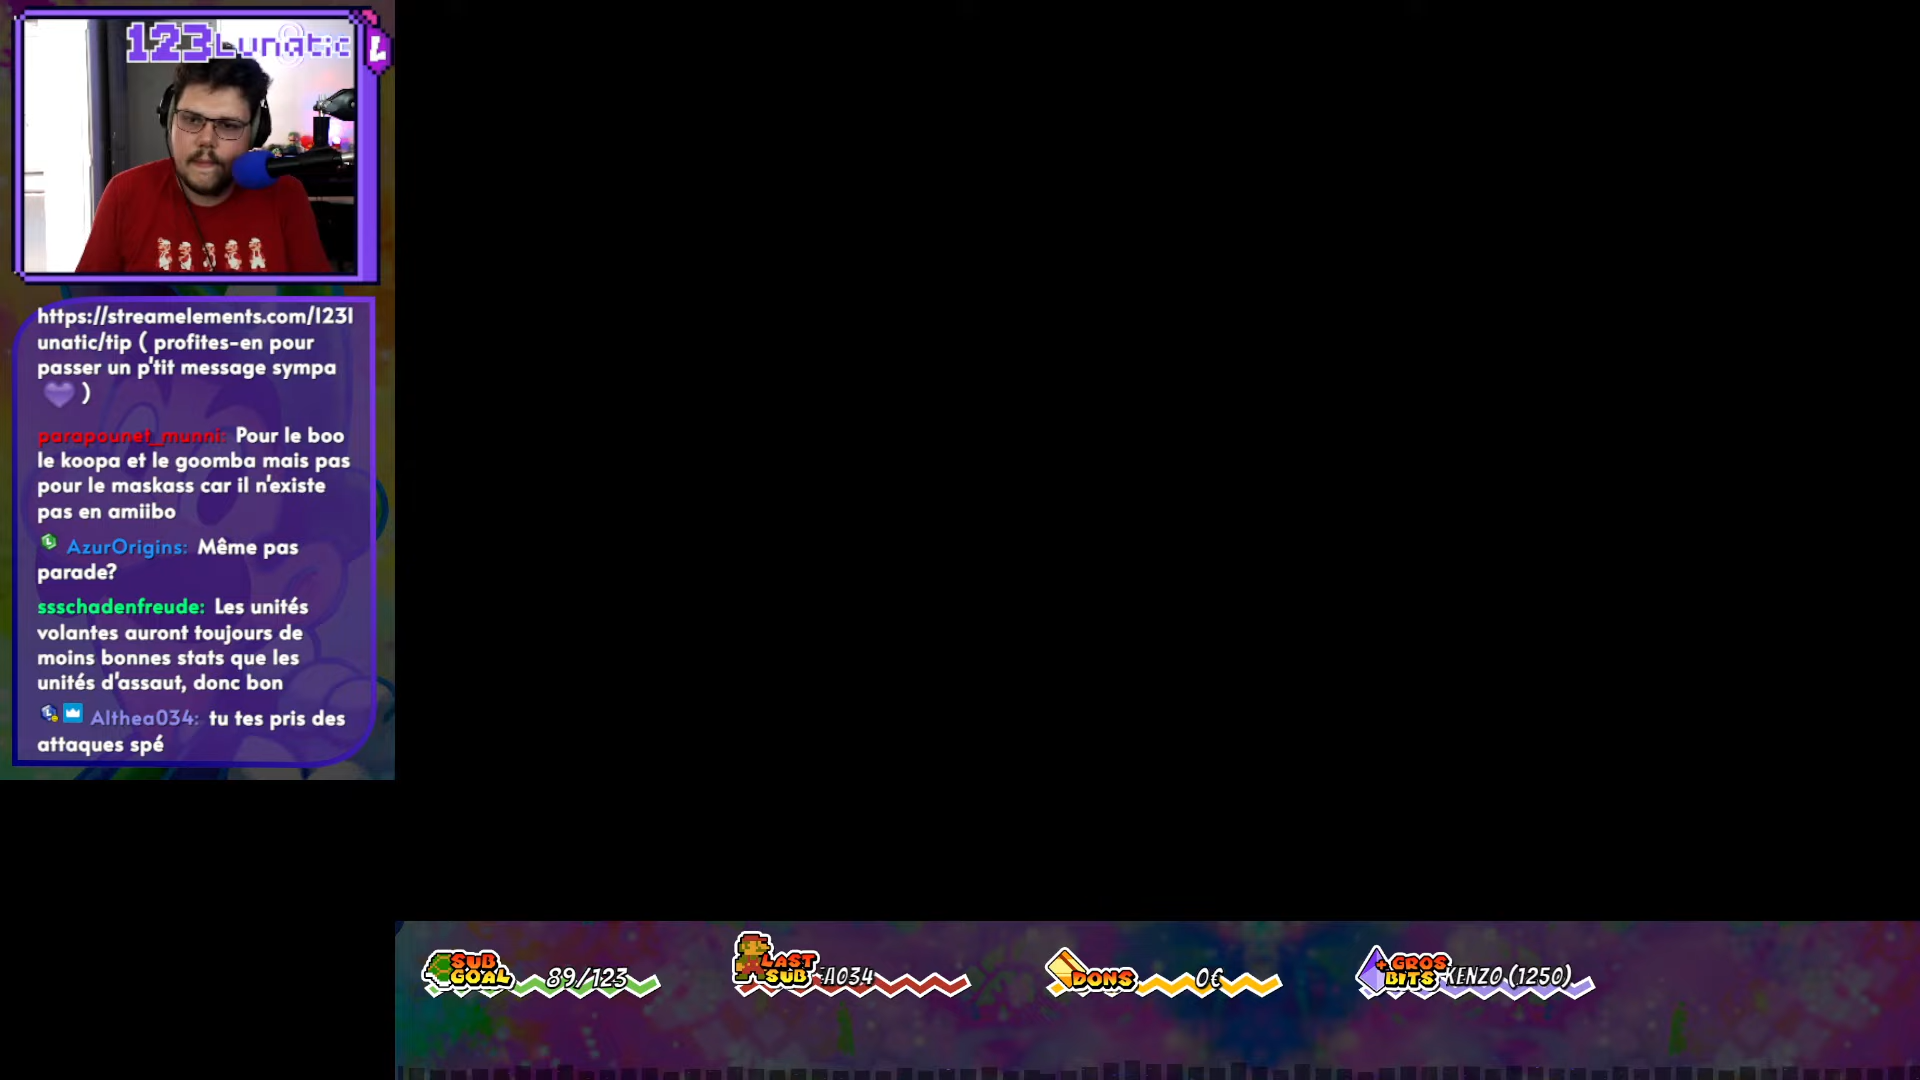 123Lunatic
L
https://streamelements.com/123l
unatic/tip ( profites-en pour
passer un p'tit message sympa
)
parapounet_munni: Pour le boo
le koopa et le goomba mais pas
pour le maskass car il n'existe
pas en amiibo
AzurOrigins: Même pas
parade?
ssschadenfreude: Les unités
volantes auront toujours de
moins bonnes stats que les
unités d'assaut, donc bon
Althea034: tu tes pris des
attaques spé
SUB GOAL 89/123
LAST SUB EA034
DONS 0€
+ GROS BITS KENZO (1250)